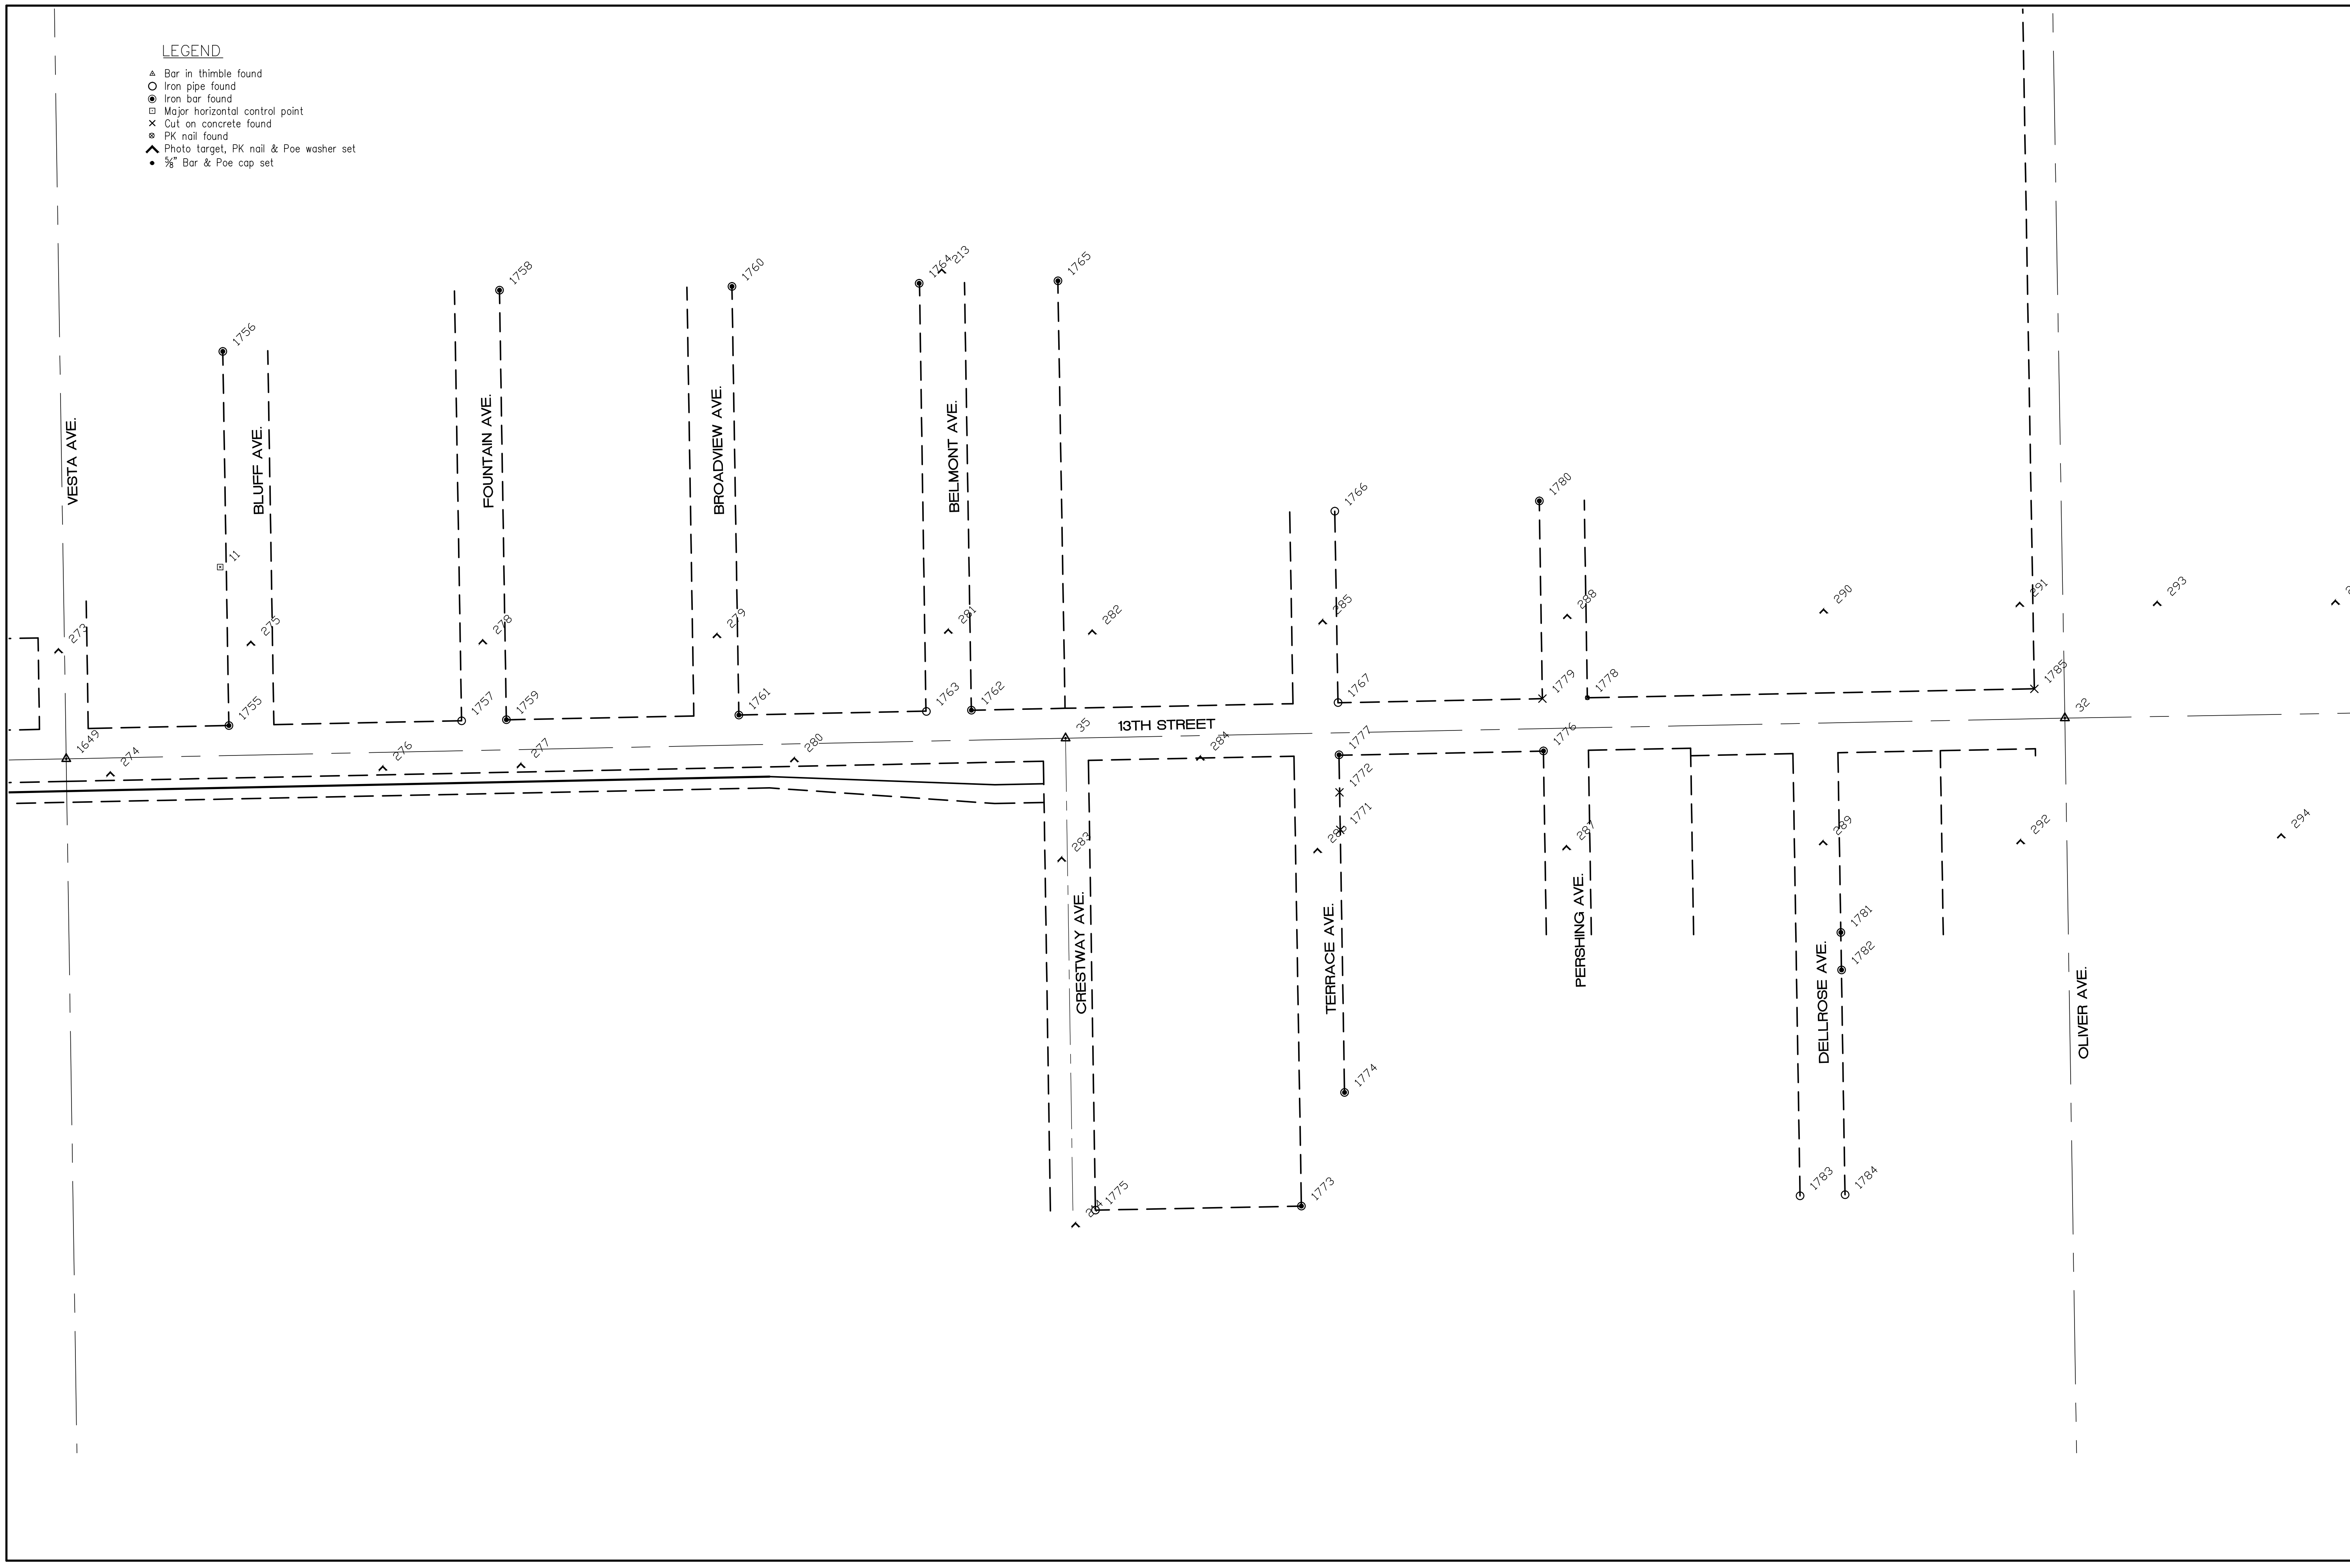 LEGEND
Bar in thimble found
Iron pipe found
Iron bar found
Major horizontal control point
Cut on concrete found
PK nail found
Photo target, PK nail & Poe washer set
⅝" Bar & Poe cap set
1764
213
1765
1758
1760
1756
VESTA AVE.
BLUFF AVE.
FOUNTAIN AVE.
BROADVIEW AVE.
BELMONT AVE.
1766
1780
11
273
275
278
279
281
282
285
288
290
291
293
1755
1757
1759
1761
1763
1762
1767
1779
1778
1785
1649
274
276
277
280
35
13TH STREET
284
1777
1776
32
1772
1771
283
286
287
289
292
294
CRESTWAY AVE.
TERRACE AVE.
PERSHING AVE.
DELLROSE AVE.
OLIVER AVE.
1781
1782
1774
1775
1773
1783
1784